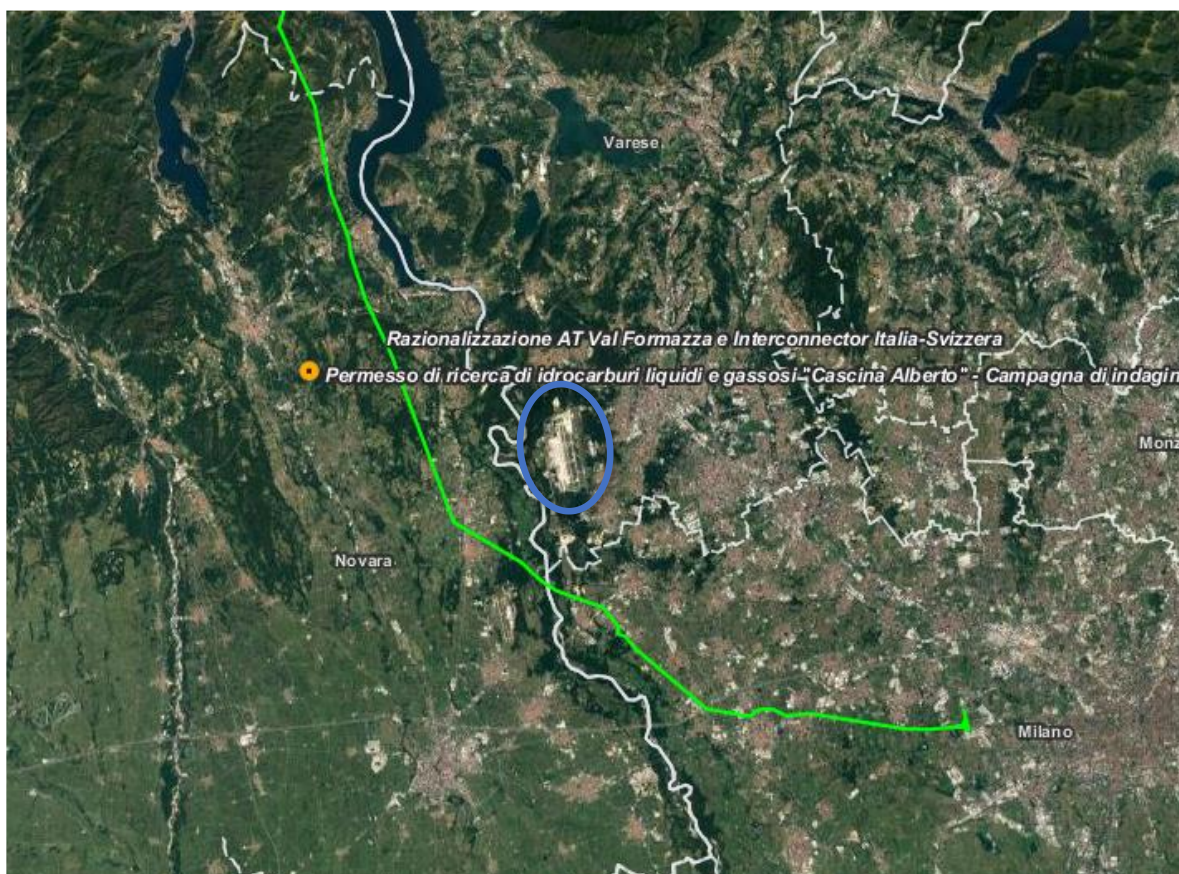 Varese
Razionalizzazione AT Val Formazza e Interconnector Italia-Svizzera
Permesso di ricerca di idrocarburi liquidi e gassosi-"Cascina Alberto" - Campagna di indagin
Monz
Novara
Milano